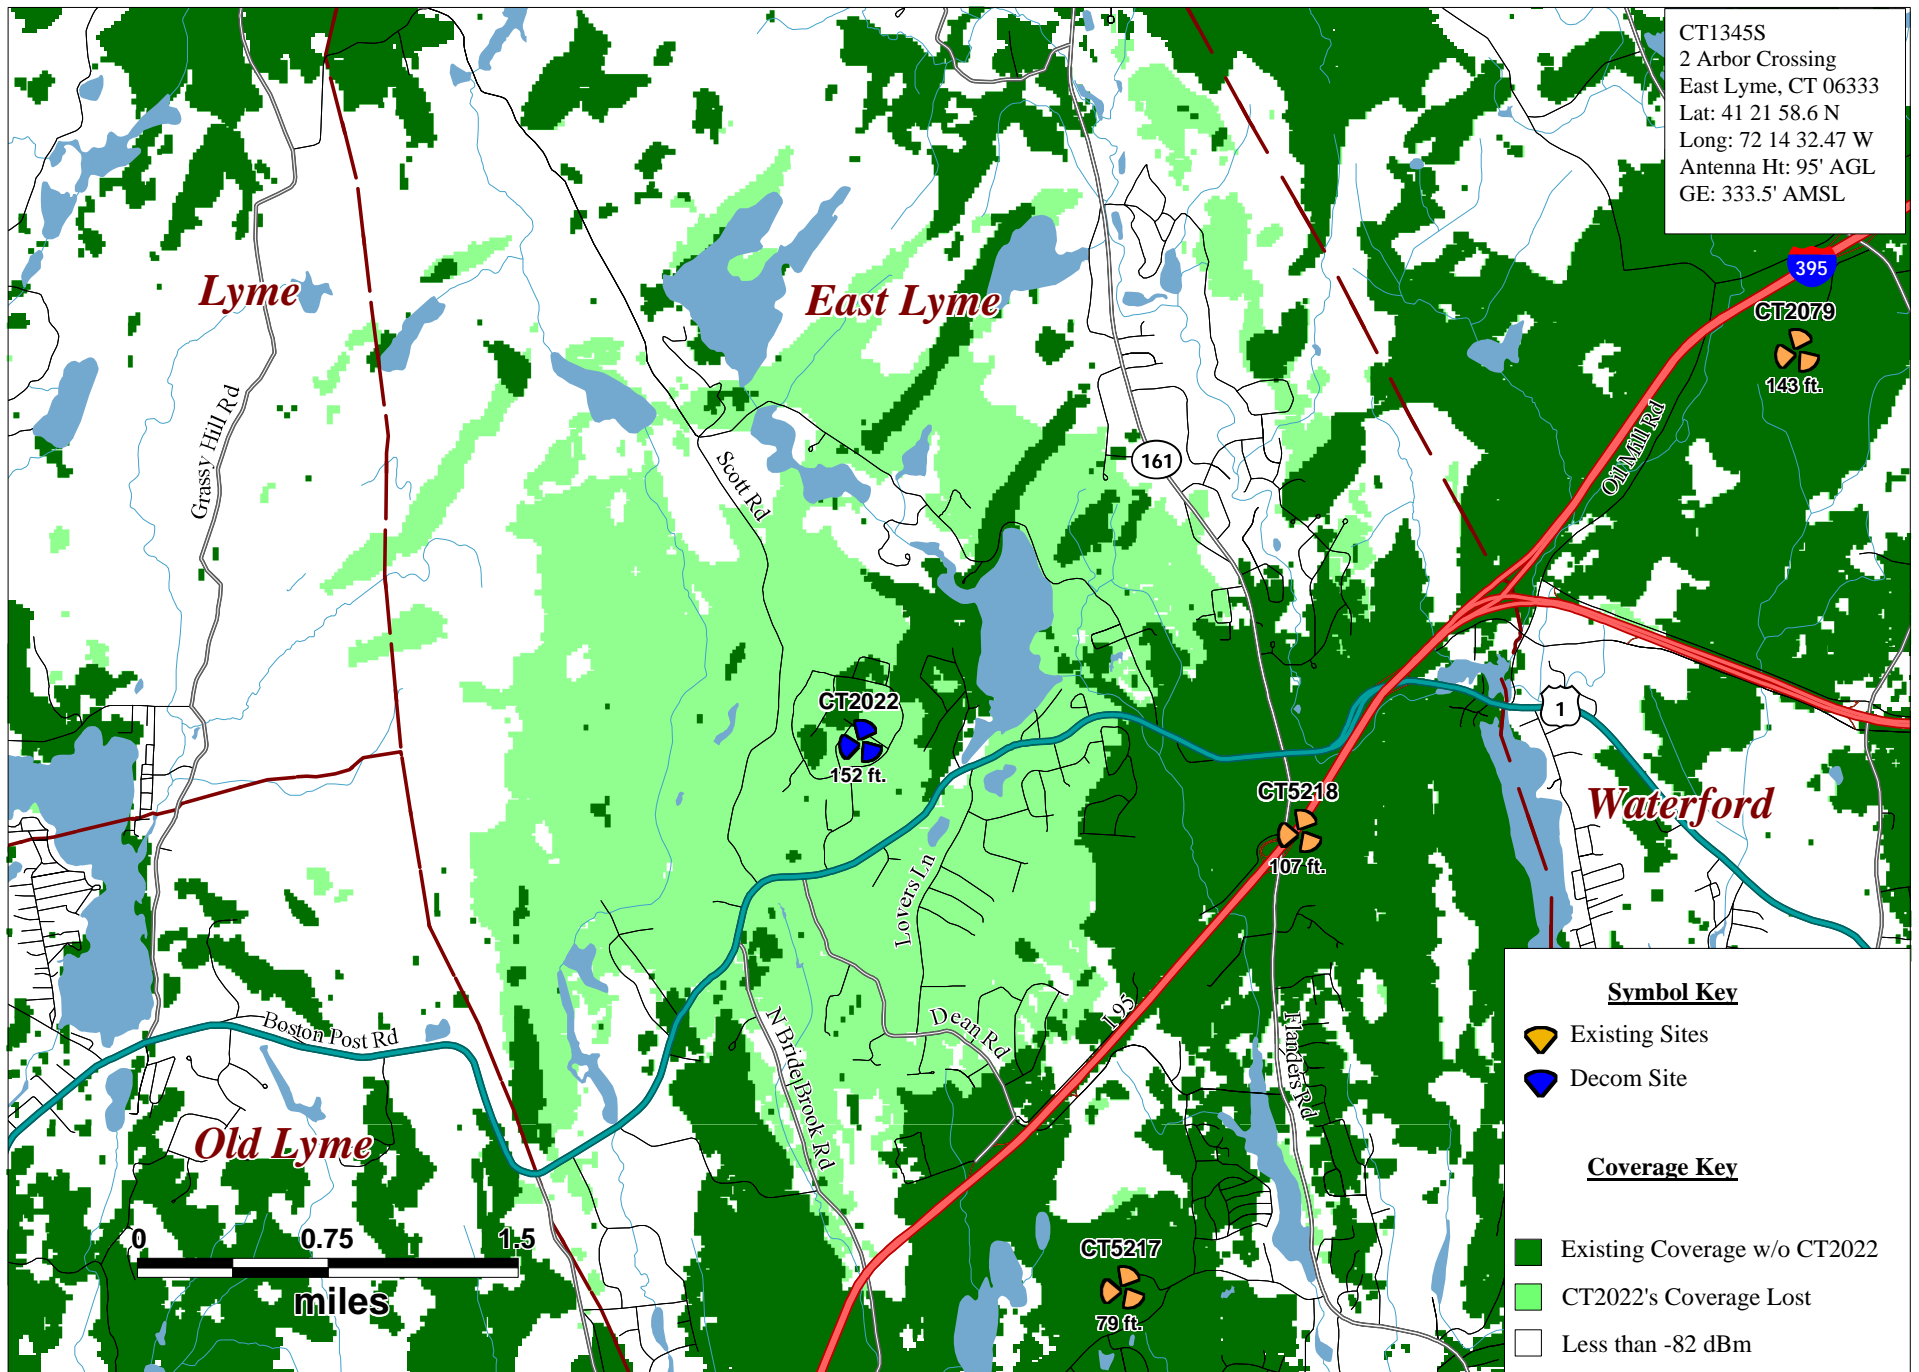 CT1345S
2 Arbor Crossing
East Lyme, CT 06333
Lat: 41 21 58.6 N
Long: 72 14 32.47 W
Antenna Ht: 95' AGL
GE: 333.5' AMSL
395
CT2079
143 ft.
Lyme
East Lyme
Grassy Hill Rd
Scott Rd
161
Oil Mill Rd
CT2022
152 ft.
1
CT5218
107 ft.
Waterford
Lovers Ln
Boston Post Rd
N Bride Brook Rd
Dean Rd
I 95
Flanders Rd
Old Lyme
0 0.75 1.5
miles
CT5217
79 ft.
Symbol Key
Existing Sites
Decom Site
Coverage Key
Existing Coverage w/o CT2022
CT2022's Coverage Lost
Less than -82 dBm